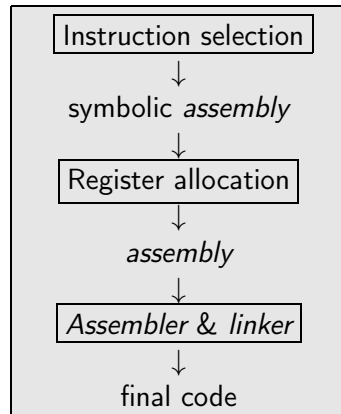 Instruction selection
↓
symbolic assembly
↓
Register allocation
↓
assembly
↓
Assembler & linker
↓
final code